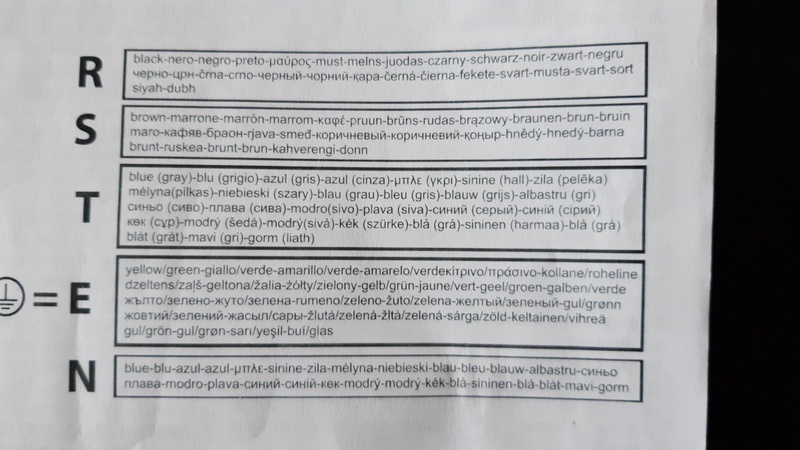 R
black-nero-negro-preto-μαύρος-must-melns-juodas-czarny-schwarz-noir-zwart-negru
черно-црн-črna-crno-черный-чорний-қара-černá-čierna-fekete-svart-musta-svart-sort
siyah-dubh
S
brown-marrone-marrón-marrom-καφέ-pruun-brūns-rudas-brązowy-braunen-brun-bruin
maro-кафяв-браон-rjava-smeđ-коричневый-коричневий-қоңыр-hnědý-hnedý-barna
brunt-ruskea-brunt-brun-kahverengi-donn
T
blue (gray)-blu (grigio)-azul (gris)-azul (cinza)-μπλε (γκρι)-sinine (hall)-zila (pelēka)
mėlyna(pilkas)-niebieski (szary)-blau (grau)-bleu (gris)-blauw (grijs)-albastru (gri)
синьо (сиво)-плава (сива)-modro(sivo)-plava (siva)-синий (серый)-синій (сірий)
көк (сұр)-modrý (šedá)-modrý(sivá)-kék (szürke)-blå (grå)-sininen (harmaa)-blå (grå)
blåt (gråt)-mavi (gri)-gorm (liath)
= E
yellow/green-giallo/verde-amarillo/verde-amarelo/verdeκίτρινο/πράσινο-kollane/roheline
dzeltens/zaļš-geltona/žalia-żółty/zielony-gelb/grün-jaune/vert-geel/groen-galben/verde
жълто/зелено-жуто/зелена-rumeno/zeleno-žuto/zelena-желтый/зеленый-gul/grønn
жовтий/зелений-жасыл/сары-žlutá/zelená-žltá/zelená-sárga/zöld-keltainen/vihreä
gul/grön-gul/grøn-sarı/yeşil-buí/glas
N
blue-blu-azul-azul-μπλε-sinine-zila-mėlyna-niebieski-blau-bleu-blauw-albastru-синьо
плава-modro-plava-синий-синій-көк-modrý-modrý-kék-blå-sininen-blå-blåt-mavi-gorm